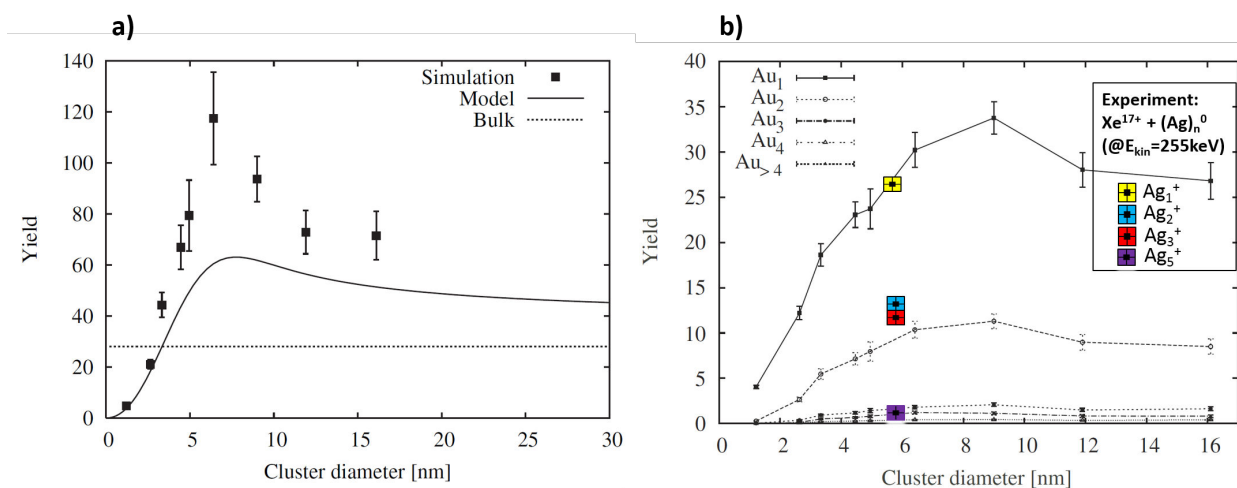 a)
140
120
100
80
60
40
20
0
Yield
Simulation
Model
Bulk
0 5 10 15 20 25 30
Cluster diameter [nm]
b)
40
35
30
25
20
15
10
5
0
Yield
Au₁
Au₂
Au₃
Au₄
Au>₄
Experiment:
Xe¹⁷⁺ + (Ag)ₙ⁰
(@Eₖᵢₙ=255keV)
Ag₁⁺
Ag₂⁺
Ag₃⁺
Ag₅⁺
0 2 4 6 8 10 12 14 16
Cluster diameter [nm]